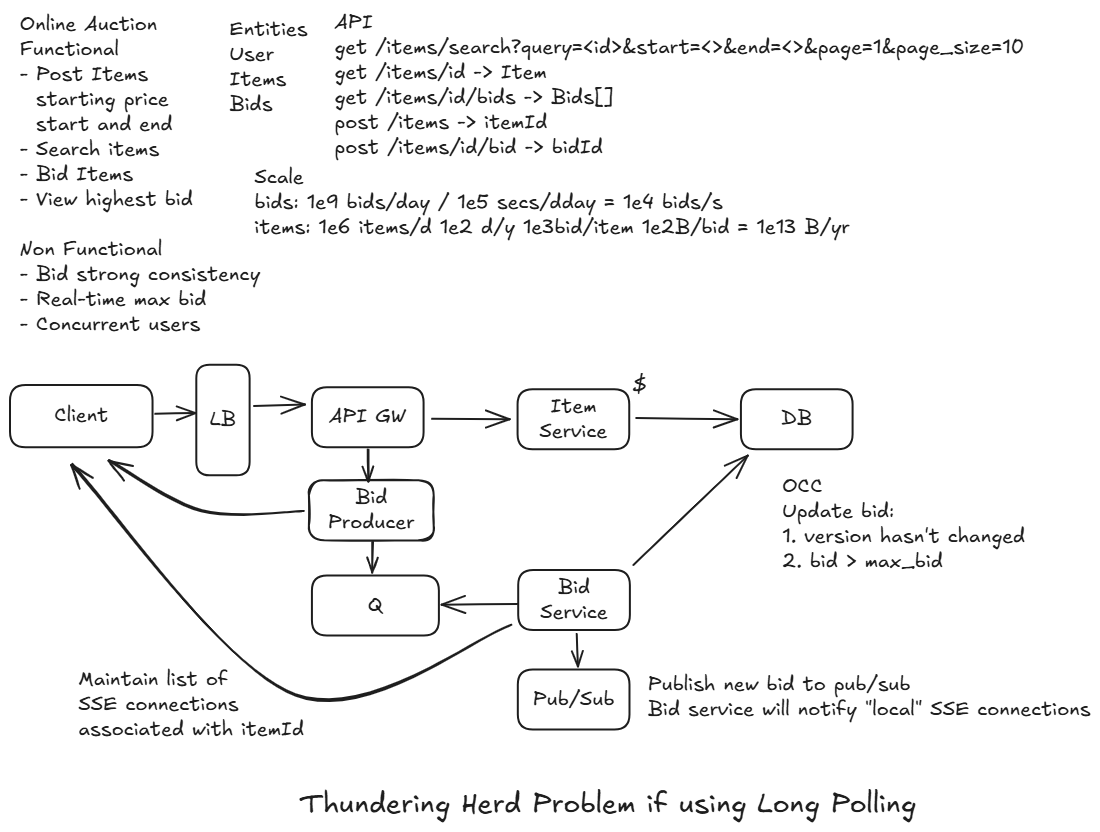 Online Auction
Functional
- Post Items
starting price
start and end
- Search items
- Bid Items
- View highest bid
Non Functional
- Bid strong consistency
- Real-time max bid
- Concurrent users
Entities
User
Items
Bids
API
get /items/search?query=<id>&start=<>&end=<>&page=1&page_size=10
get /items/id -> Item
get /items/id/bids -> Bids[]
post /items -> itemId
post /items/id/bid -> bidId
Scale
bids: 1e9 bids/day / 1e5 secs/dday = 1e4 bids/s
items: 1e6 items/d 1e2 d/y 1e3bid/item 1e2B/bid = 1e13 B/yr
Client
LB
API GW
Item
Service
$
DB
Bid
Producer
Q
Bid
Service
Pub/Sub
OCC
Update bid:
1. version hasn't changed
2. bid > max_bid
Maintain list of
SSE connections
associated with itemId
Publish new bid to pub/sub
Bid service will notify "local" SSE connections
Thundering Herd Problem if using Long Polling